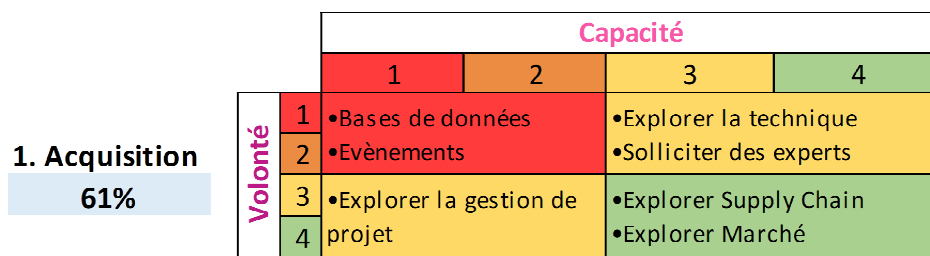 Capacité
1 2 3 4
1. Acquisition
61%
Volonté
1
2
3
4
•Bases de données
•Evènements
•Explorer la technique
•Solliciter des experts
•Explorer la gestion de
projet
•Explorer Supply Chain
•Explorer Marché